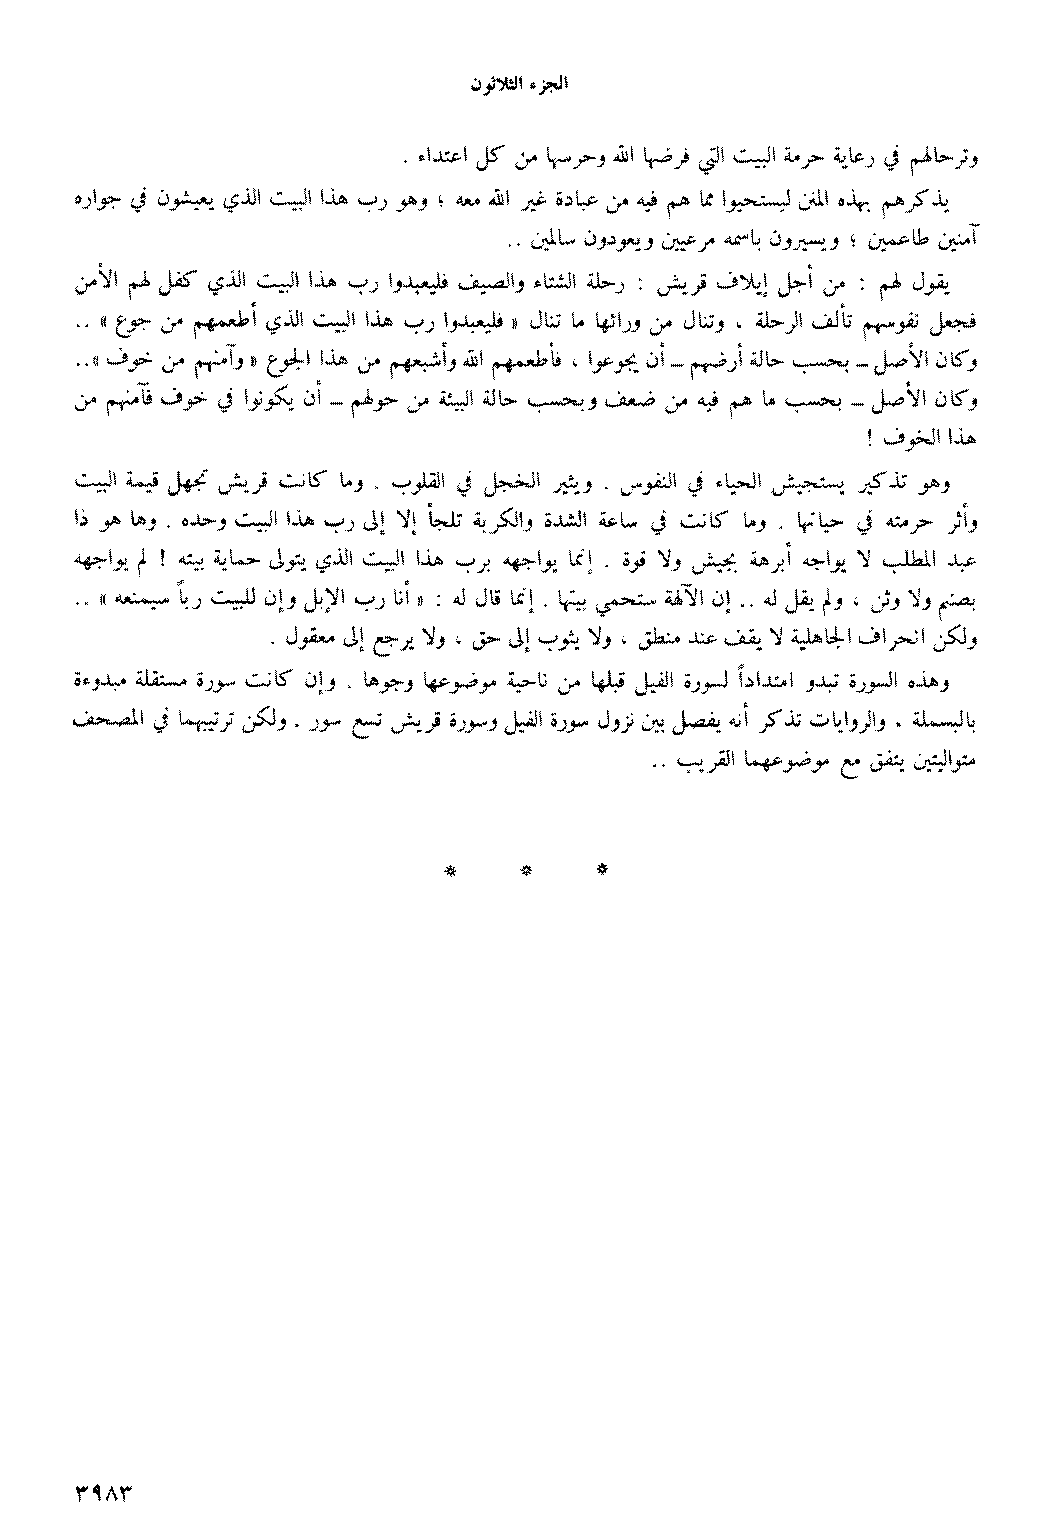 الجزء الثلاثون
وترحالهم في رعاية حرمة البيت التي فرضها الله وحرسها من كل اعتداء .
يذكرهم بهذه المنن ليستحيوا مما هم فيه من عبادة غير الله معه ؛ وهو رب هذا البيت الذي يعيشون في جواره
آمنين طاعمين ؛ ويسيرون باسمه مرعيين ويعودون سالمين ..
يقول لهم : من أجل إيلاف قريش : رحلة الشتاء والصيف فليعبدوا رب هذا البيت الذي كفل لهم الأمن
فجعل نفوسهم تألف الرحلة ، وتنال من ورائها ما تنال « فليعبدوا رب هذا البيت الذي أطعمهم من جوع » ..
وكان الأصل – بحسب حالة أرضهم – أن يجوعوا ، فأطعمهم الله وأشبعهم من هذا الجوع « وآمنهم من خوف »..
وكان الأصل – بحسب ما هم فيه من ضعف وبحسب حالة البيئة من حولهم – أن يكونوا في خوف فآمنهم من
هذا الخوف !
وهو تذكير يستجيش الحياء في النفوس . ويثير الخجل في القلوب . وما كانت قريش تجهل قيمة البيت
وأثر حرمته في حياتها . وما كانت في ساعة الشدة والكربة تلجأ إلا إلى رب هذا البيت وحده . وها هو ذا
عبد المطلب لا يواجه أبرهة بجيش ولا قوة . إنما يواجهه برب هذا البيت الذي يتولى حماية بيته ! لم يواجهه
بصنم ولا وثن ، ولم يقل له .. إن الآلهة ستحمي بيتها . إنما قال له : « أنا رب الإبل وإن للبيت رباً سيمنعه » ..
ولكن انحراف الجاهلية لا يقف عند منطق ، ولا يثوب إلى حق ، ولا يرجع إلى معقول .
وهذه السورة تبدو امتداداً لسورة الفيل قبلها من ناحية موضوعها وجوها . وإن كانت سورة مستقلة مبدوءة
بالبسملة ، والروايات تذكر أنه يفصل بين نزول سورة الفيل وسورة قريش تسع سور . ولكن ترتيبهما في المصحف
متواليتين يتفق مع موضوعهما القريب ..
* * *
٣٩٨٣